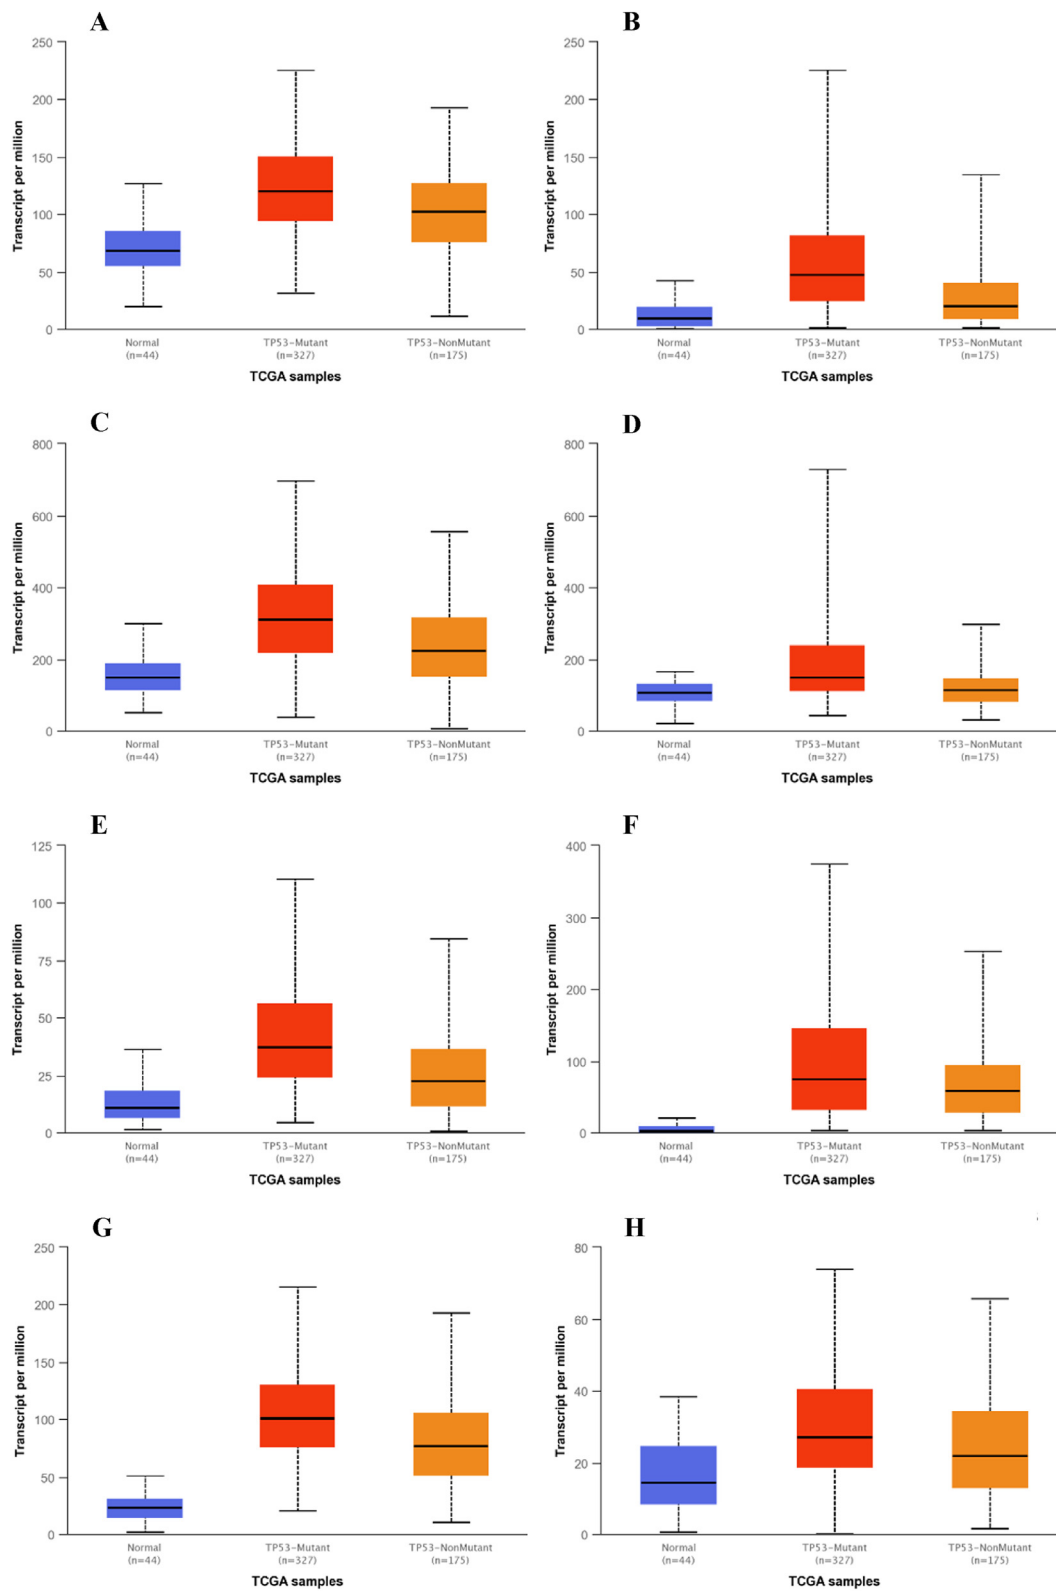 A
Transcript per million
250
200
150
100
50
0
Normal
(n=44)
TP53-Mutant
(n=327)
TP53-NonMutant
(n=175)
TCGA samples
B
Transcript per million
250
200
150
100
50
0
Normal
(n=44)
TP53-Mutant
(n=327)
TP53-NonMutant
(n=175)
TCGA samples
C
Transcript per million
800
600
400
200
0
Normal
(n=44)
TP53-Mutant
(n=327)
TP53-NonMutant
(n=175)
TCGA samples
D
Transcript per million
800
600
400
200
0
Normal
(n=44)
TP53-Mutant
(n=327)
TP53-NonMutant
(n=175)
TCGA samples
E
Transcript per million
125
100
75
50
25
0
Normal
(n=44)
TP53-Mutant
(n=327)
TP53-NonMutant
(n=175)
TCGA samples
F
Transcript per million
400
300
200
100
0
Normal
(n=44)
TP53-Mutant
(n=327)
TP53-NonMutant
(n=175)
TCGA samples
G
Transcript per million
250
200
150
100
50
0
Normal
(n=44)
TP53-Mutant
(n=327)
TP53-NonMutant
(n=175)
TCGA samples
H
Transcript per million
80
60
40
20
0
Normal
(n=44)
TP53-Mutant
(n=327)
TP53-NonMutant
(n=175)
TCGA samples